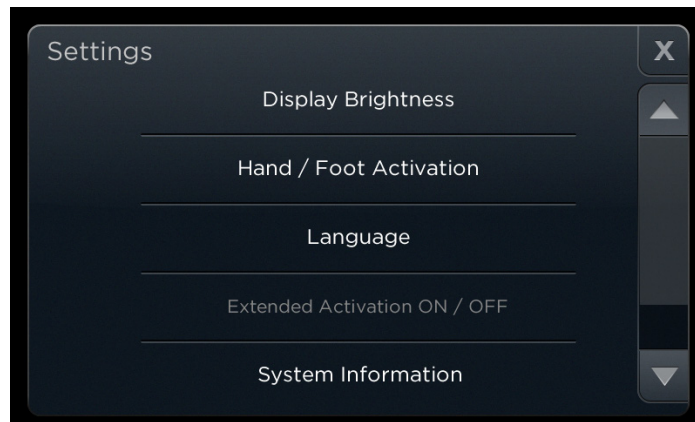 Settings
X
Display Brightness
Hand / Foot Activation
Language
Extended Activation ON / OFF
System Information